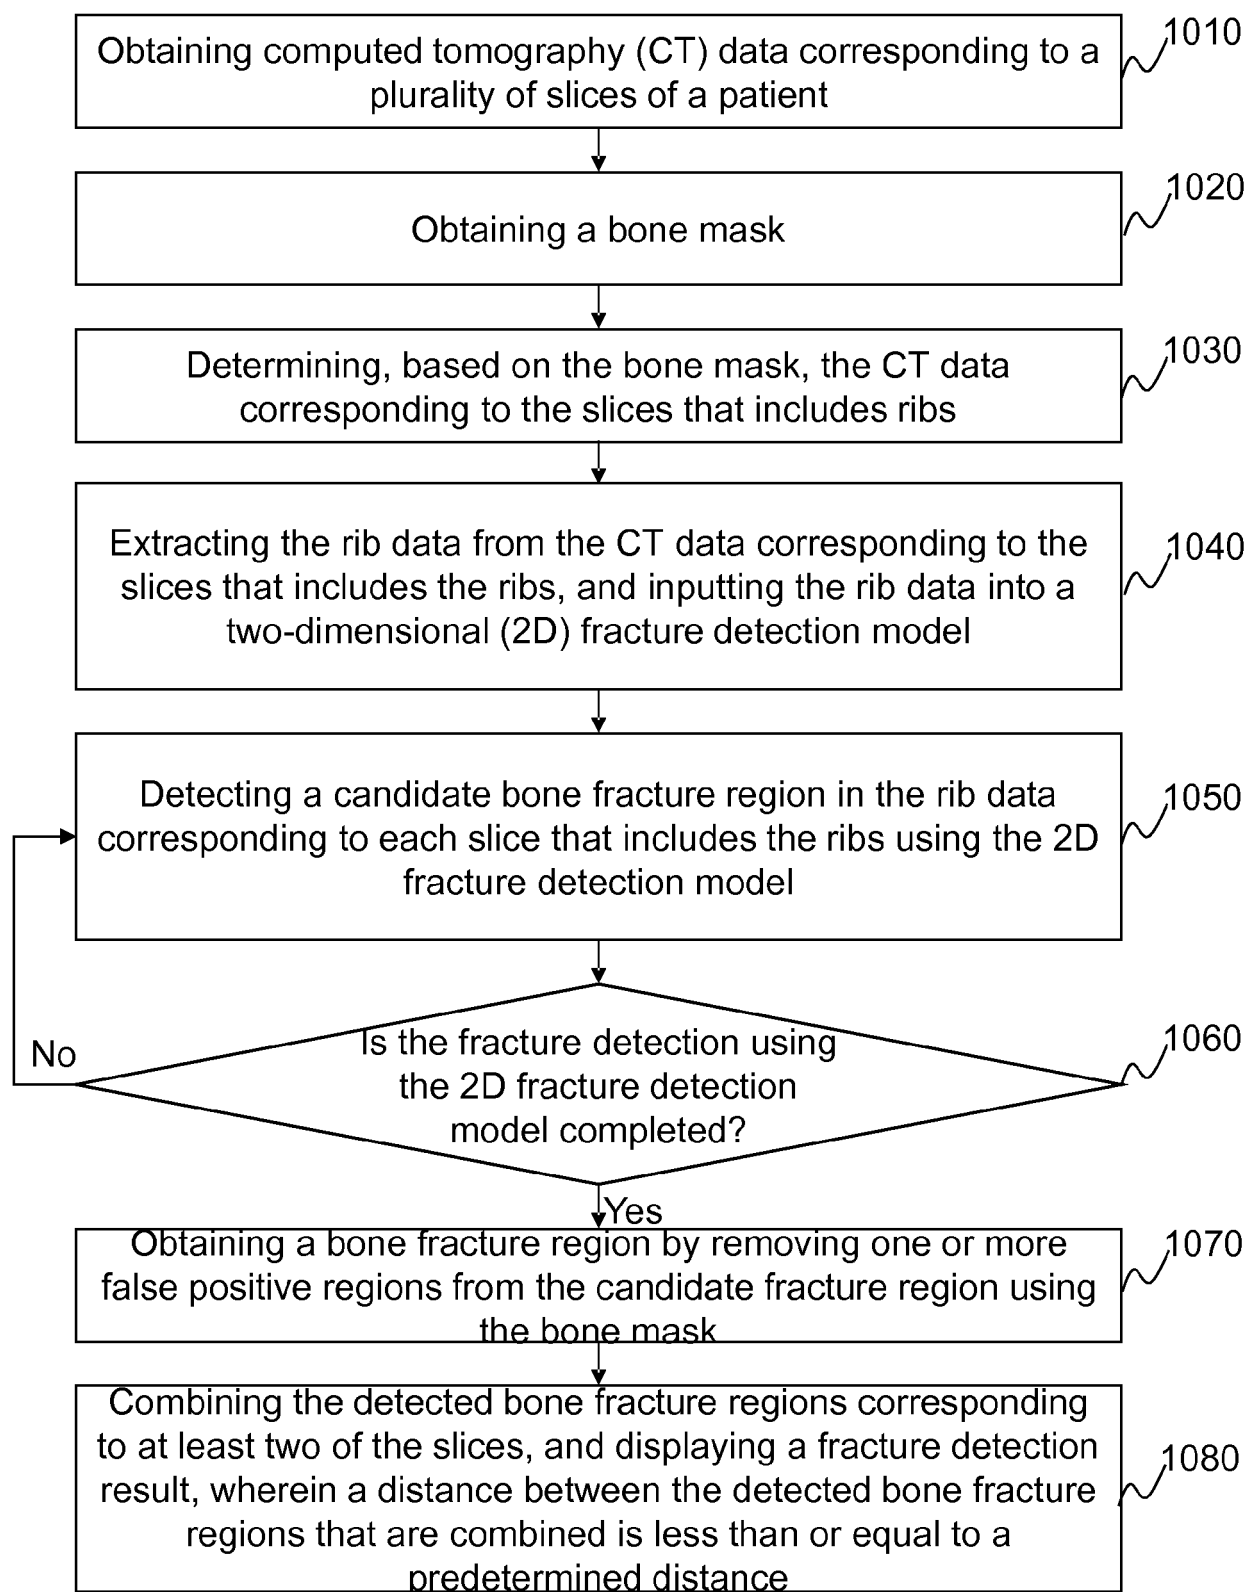 1010
Obtaining computed tomography (CT) data corresponding to a
plurality of slices of a patient
1020
Obtaining a bone mask
1030
Determining, based on the bone mask, the CT data
corresponding to the slices that includes ribs
1040
Extracting the rib data from the CT data corresponding to the
slices that includes the ribs, and inputting the rib data into a
two-dimensional (2D) fracture detection model
1050
Detecting a candidate bone fracture region in the rib data
corresponding to each slice that includes the ribs using the 2D
fracture detection model
1060
Is the fracture detection using
the 2D fracture detection
model completed?
No
Yes
1070
Obtaining a bone fracture region by removing one or more
false positive regions from the candidate fracture region using
the bone mask
1080
Combining the detected bone fracture regions corresponding
to at least two of the slices, and displaying a fracture detection
result, wherein a distance between the detected bone fracture
regions that are combined is less than or equal to a
predetermined distance